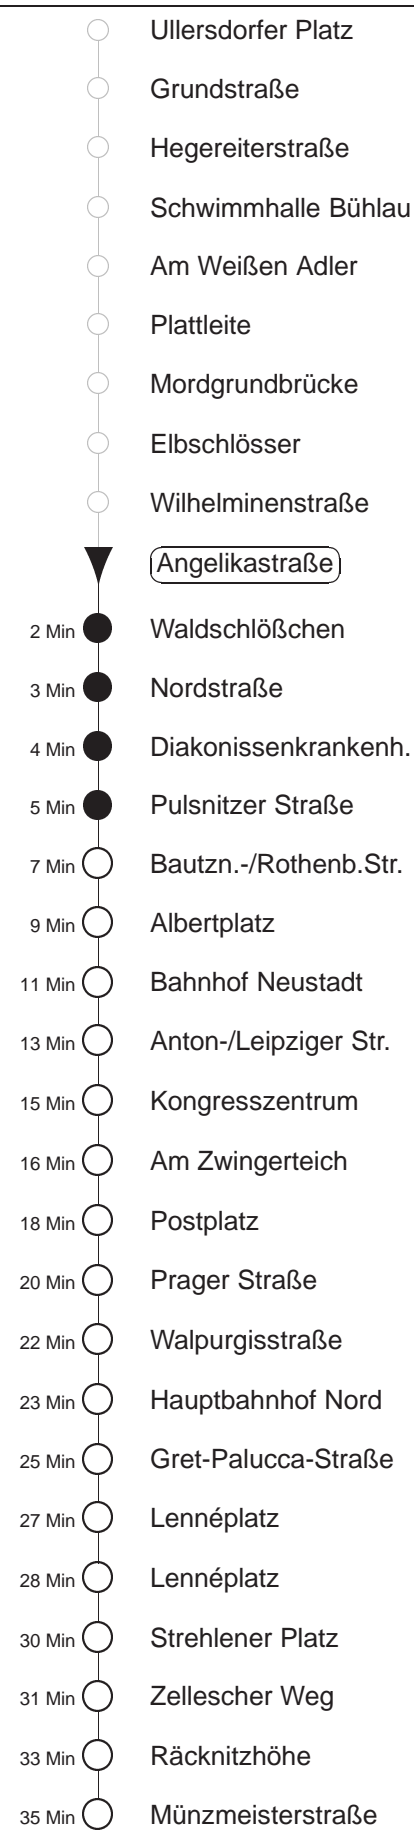 Ullersdorfer Platz
Grundstraße
Hegereiterstraße
Schwimmhalle Bühlau
Am Weißen Adler
Plattleite
Mordgrundbrücke
Elbschlösser
Wilhelminenstraße
Angelikastraße
2 Min Waldschlößchen
3 Min Nordstraße
4 Min Diakonissenkrankenh.
5 Min Pulsnitzer Straße
7 Min Bautzn.-/Rothenb.Str.
9 Min Albertplatz
11 Min Bahnhof Neustadt
13 Min Anton-/Leipziger Str.
15 Min Kongresszentrum
16 Min Am Zwingerteich
18 Min Postplatz
20 Min Prager Straße
22 Min Walpurgisstraße
23 Min Hauptbahnhof Nord
25 Min Gret-Palucca-Straße
27 Min Lennéplatz
28 Min Lennéplatz
30 Min Strehlener Platz
31 Min Zellescher Weg
33 Min Räcknitzhöhe
35 Min Münzmeisterstraße